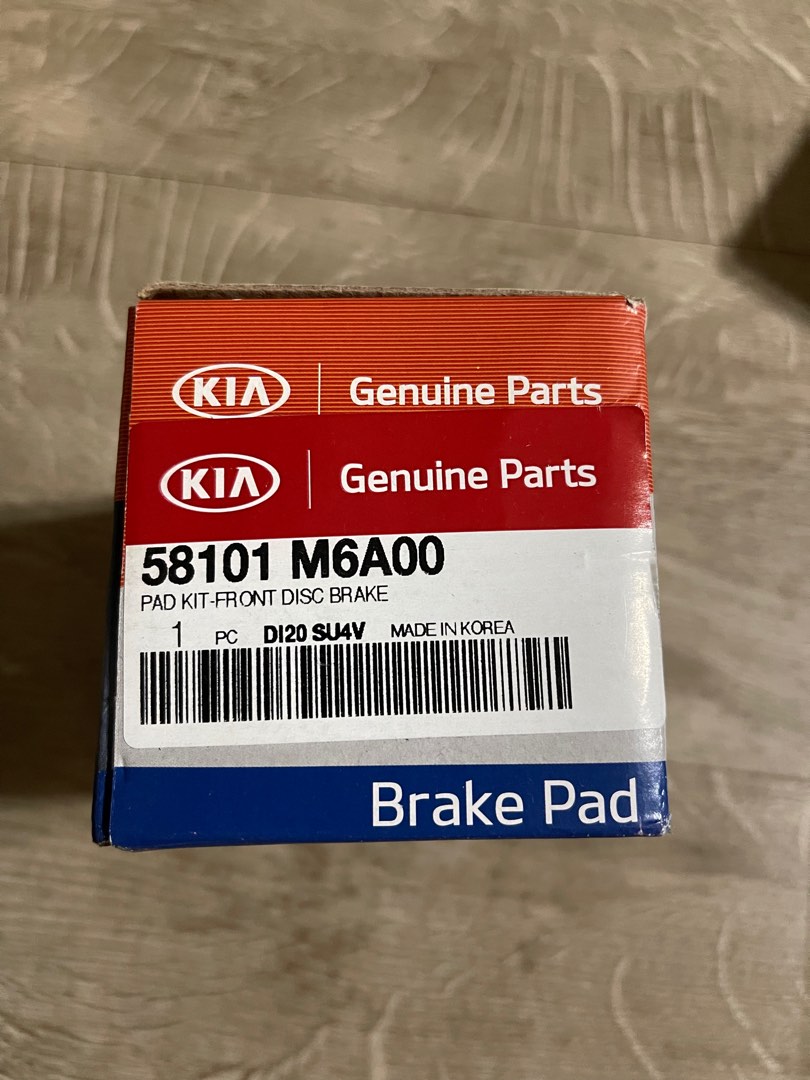 KIA Genuine Parts
KIA Genuine Parts
58101 M6A00
PAD KIT-FRONT DISC BRAKE
1 PC DI20 SU4V MADE IN KOREA
Brake Pad